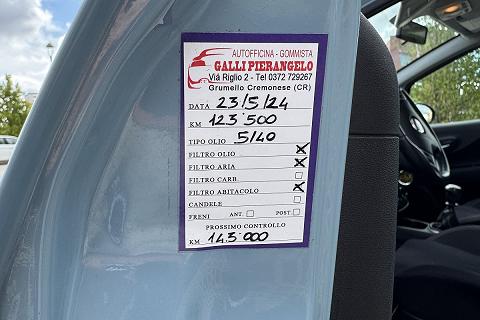 AUTOFFICINA - GOMMISTA
GALLI PIERANGELO
Viá Riglio 2 - Tel 0372 729267
Grumello Cremonese (CR)
DATA 23/5/24
KM 123'500
TIPO OLIO 5/40
FILTRO OLIO X
FILTRO ARIA X
FILTRO CARB. ☐
FILTRO ABITACOLO X
CANDELE ☐
FRENI ANT. ☐ POST. ☐
PROSSIMO CONTROLLO
KM 143'000